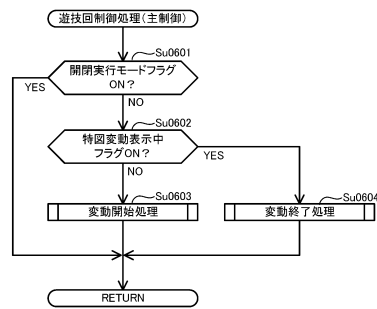 遊技回制御処理(主制御)
Su0601
開閉実行モードフラグ
ON?
YES
NO
Su0602
特図変動表示中
フラグON?
YES
NO
Su0603
変動開始処理
Su0604
変動終了処理
RETURN